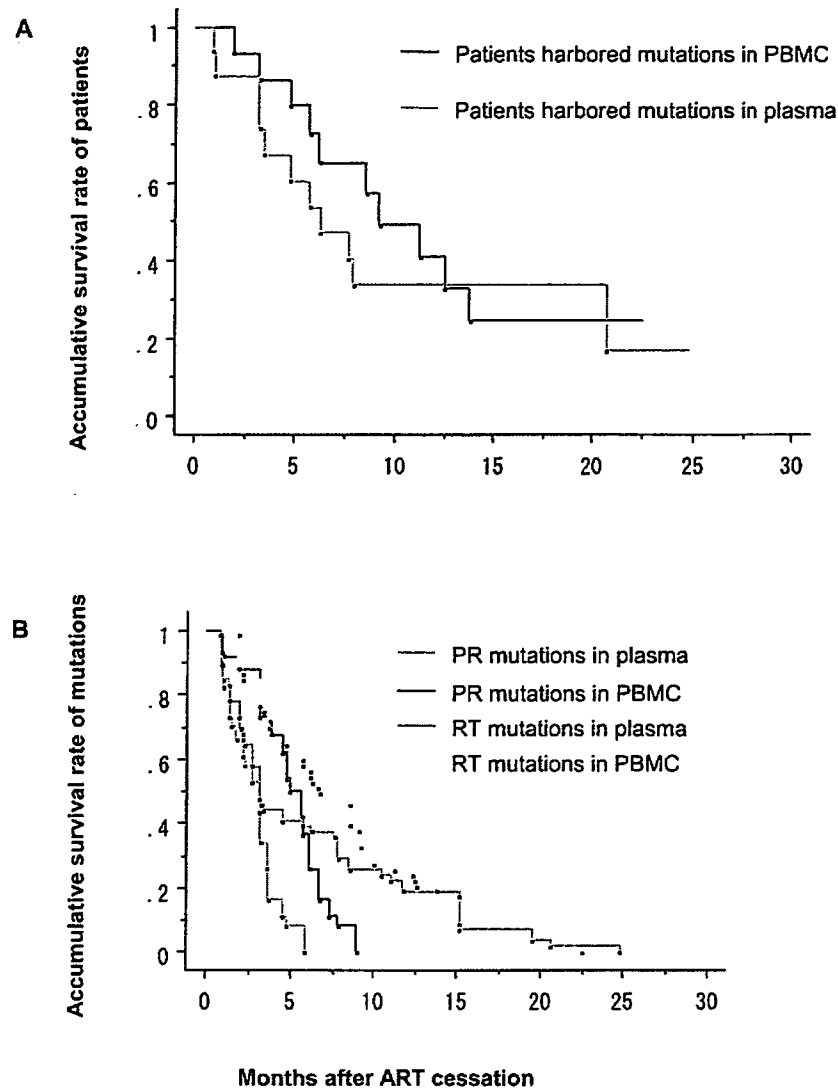 A
Accumulative survival rate of patients
1
.8
.6
.4
.2
.0
Patients harbored mutations in PBMC
Patients harbored mutations in plasma
0 5 10 15 20 25 30
B
Accumulative survival rate of mutations
1
.8
.6
.4
.2
0
PR mutations in plasma
PR mutations in PBMC
RT mutations in plasma
RT mutations in PBMC
0 5 10 15 20 25 30
Months after ART cessation